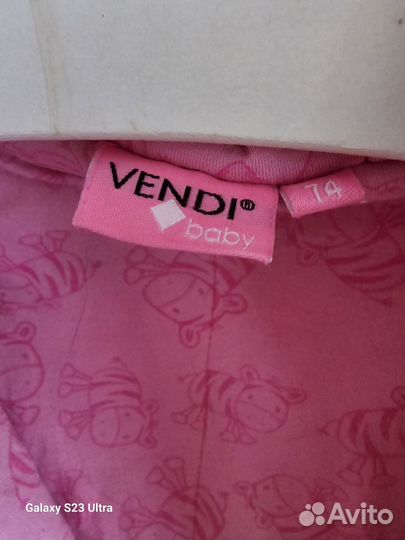 VENDI®
baby
74
Galaxy S23 Ultra
Avito